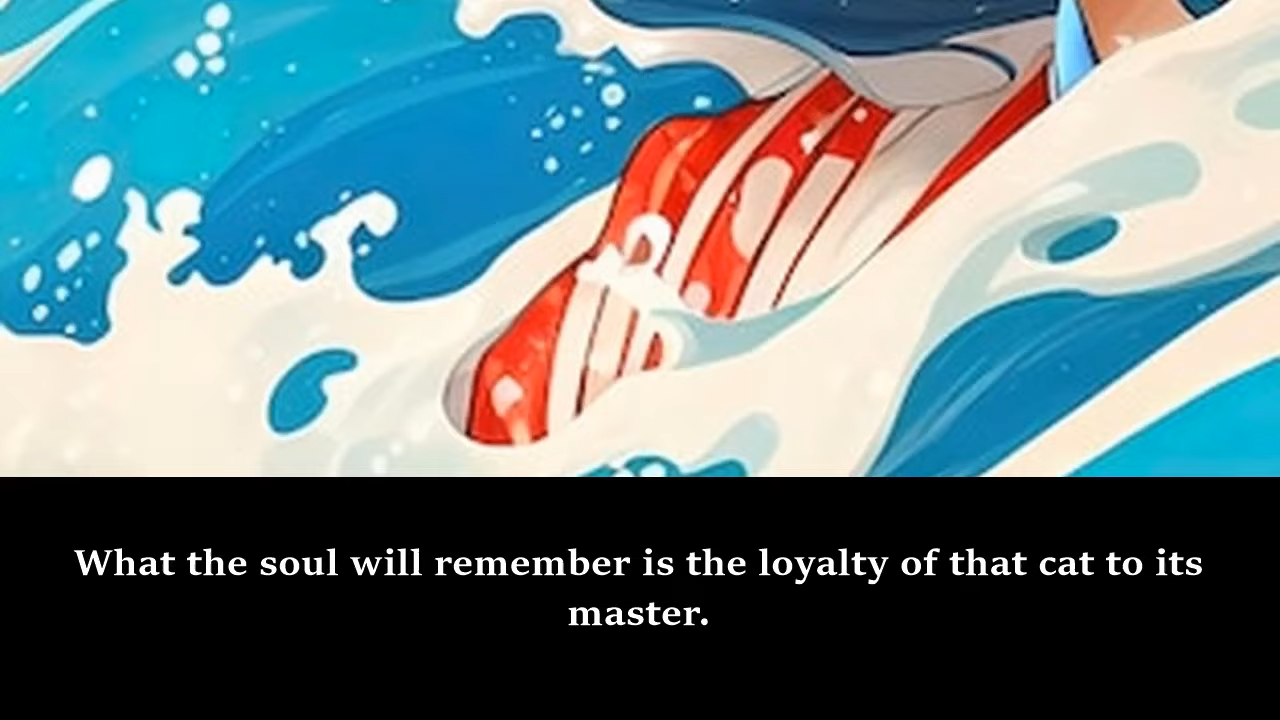 What the soul will remember is the loyalty of that cat to its
master.